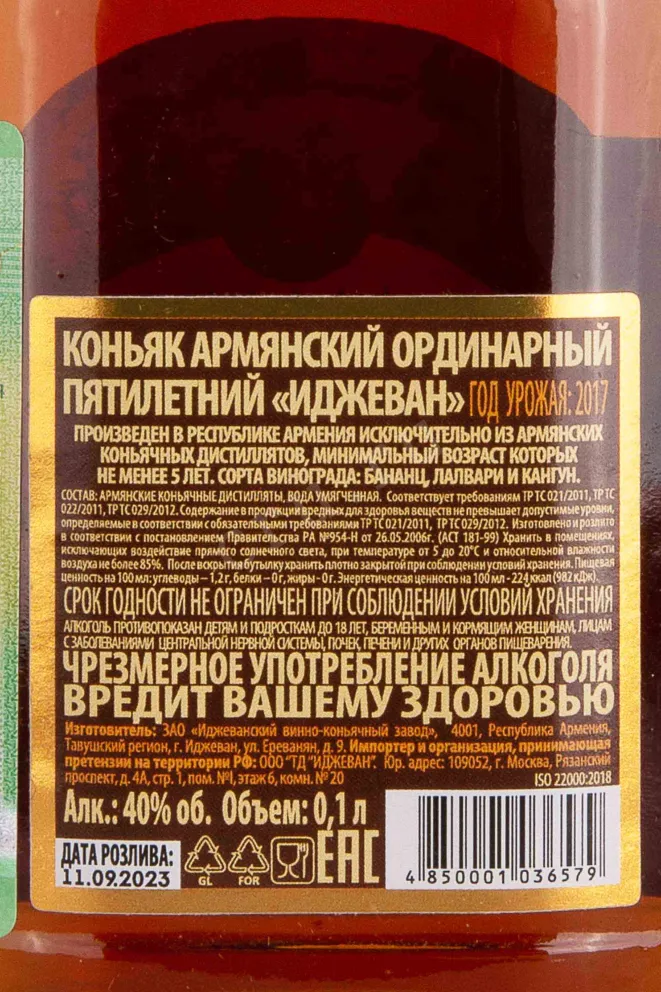 КОНЬЯК АРМЯНСКИЙ ОРДИНАРНЫЙ
ПЯТИЛЕТНИЙ «ИДЖЕВАН» ГОД УРОЖАЯ: 2017
ПРОИЗВЕДЕН В РЕСПУБЛИКЕ АРМЕНИЯ ИСКЛЮЧИТЕЛЬНО ИЗ АРМЯНСКИХ
КОНЬЯЧНЫХ ДИСТИЛЛЯТОВ, МИНИМАЛЬНЫЙ ВОЗРАСТ КОТОРЫХ
НЕ МЕНЕЕ 5 ЛЕТ. СОРТА ВИНОГРАДА: БАНАНЦ, ЛАЛВАРИ И КАНГУН.
СОСТАВ: АРМЯНСКИЕ КОНЬЯЧНЫЕ ДИСТИЛЛЯТЫ, ВОДА УМЯГЧЕННАЯ. Соответствует требованиям ТР ТС 021/2011, ТР ТС
022/2011, ТР ТС 029/2012. Содержание в продукции вредных для здоровья веществ не превышает допустимые уровни,
определяемые в соответствии с обязательными требованиями ТР ТС 021/2011, ТР ТС 029/2012. Изготовлено и розлито
в соответствии с постановлением Правительства РА №954-Н от 26.05.2006г. (АСТ 181-99) Хранить в помещениях,
исключающих воздействие прямого солнечного света, при температуре от 5 до 20°С и относительной влажности
воздуха не более 85%. После вскрытия бутылку хранить плотно закрытой при соблюдении условий хранения. Пищевая
ценность на 100 мл: углеводы – 1,2 г, белки – 0 г, жиры - 0 г. Энергетическая ценность на 100 мл - 224 ккал (982 кДж).
СРОК ГОДНОСТИ НЕ ОГРАНИЧЕН ПРИ СОБЛЮДЕНИИ УСЛОВИЙ ХРАНЕНИЯ
АЛКОГОЛЬ ПРОТИВОПОКАЗАН ДЕТЯМ И ПОДРОСТКАМ ДО 18 ЛЕТ, БЕРЕМЕННЫМ И КОРМЯЩИМ ЖЕНЩИНАМ, ЛИЦАМ
С ЗАБОЛЕВАНИЯМИ ЦЕНТРАЛЬНОЙ НЕРВНОЙ СИСТЕМЫ, ПОЧЕК, ПЕЧЕНИ И ДРУГИХ ОРГАНОВ ПИЩЕВАРЕНИЯ.
ЧРЕЗМЕРНОЕ УПОТРЕБЛЕНИЕ АЛКОГОЛЯ
ВРЕДИТ ВАШЕМУ ЗДОРОВЬЮ
Изготовитель: ЗАО «Иджеванский винно-коньячный завод», 4001, Республика Армения,
Тавушский регион, г. Иджеван, ул. Ереванян, д. 9. Импортер и организация, принимающая
претензии на территории РФ: ООО "ТД "ИДЖЕВАН". Юр. адрес: 109052, г. Москва, Рязанский
проспект, д. 4А, стр. 1, пом. №I, этаж 6, комн. № 20
ISO 22000:2018
Алк.: 40% об. Объем: 0,1 л
ДАТА РОЗЛИВА:
11.09.2023
GL
FOR
EAC
4 850001 036579